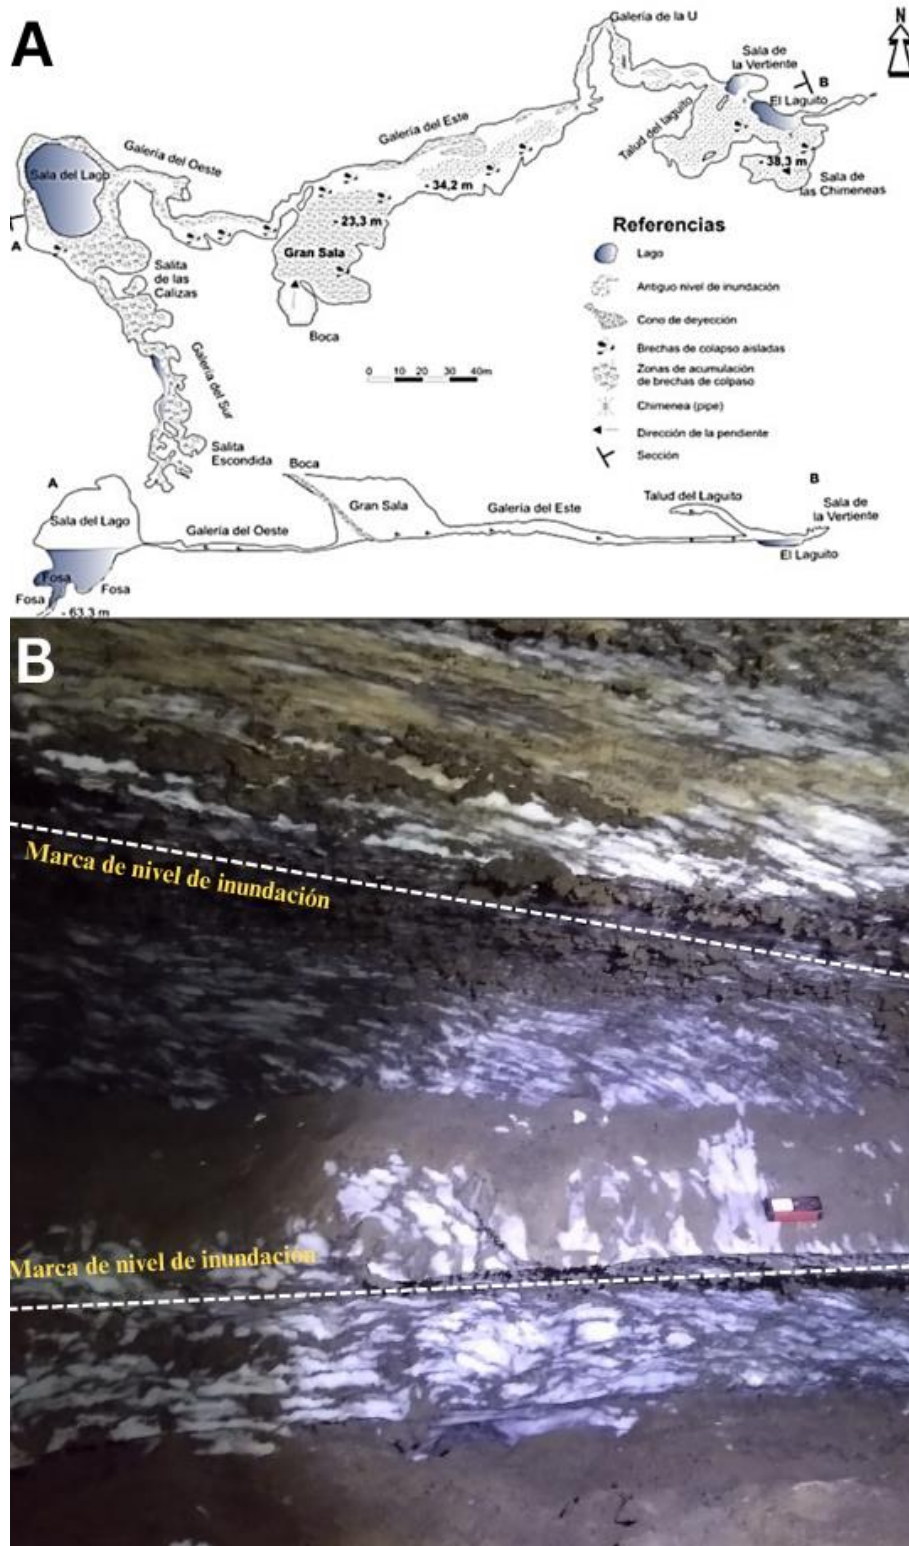 A
Galería de la U
N
Sala de
la Vertiente
B
El Laguito
Talud del laguito
Galería del Este
Galería del Oeste
Sala del Lago
- 38,3 m
- 34,2 m
Sala de
las Chimeneas
- 23,3 m
A
Gran Sala
Salita
de las
Calizas
Boca
Referencias
Lago
Antiguo nivel de inundación
Cono de deyección
Brechas de colapso aisladas
Zonas de acumulación
de brechas de colpaso
Chimenea (pipe)
Dirección de la pendiente
Sección
0 10 20 30 40m
Galería del Sur
Salita
Escondida
A
Boca
B
Sala del Lago
Galería del Oeste
Gran Sala
Galería del Este
Talud del Laguito
Sala de
la Vertiente
El Laguito
Fosa
Fosa
Fosa
- 63,3 m
B
Marca de nivel de inundación
Marca de nivel de inundación